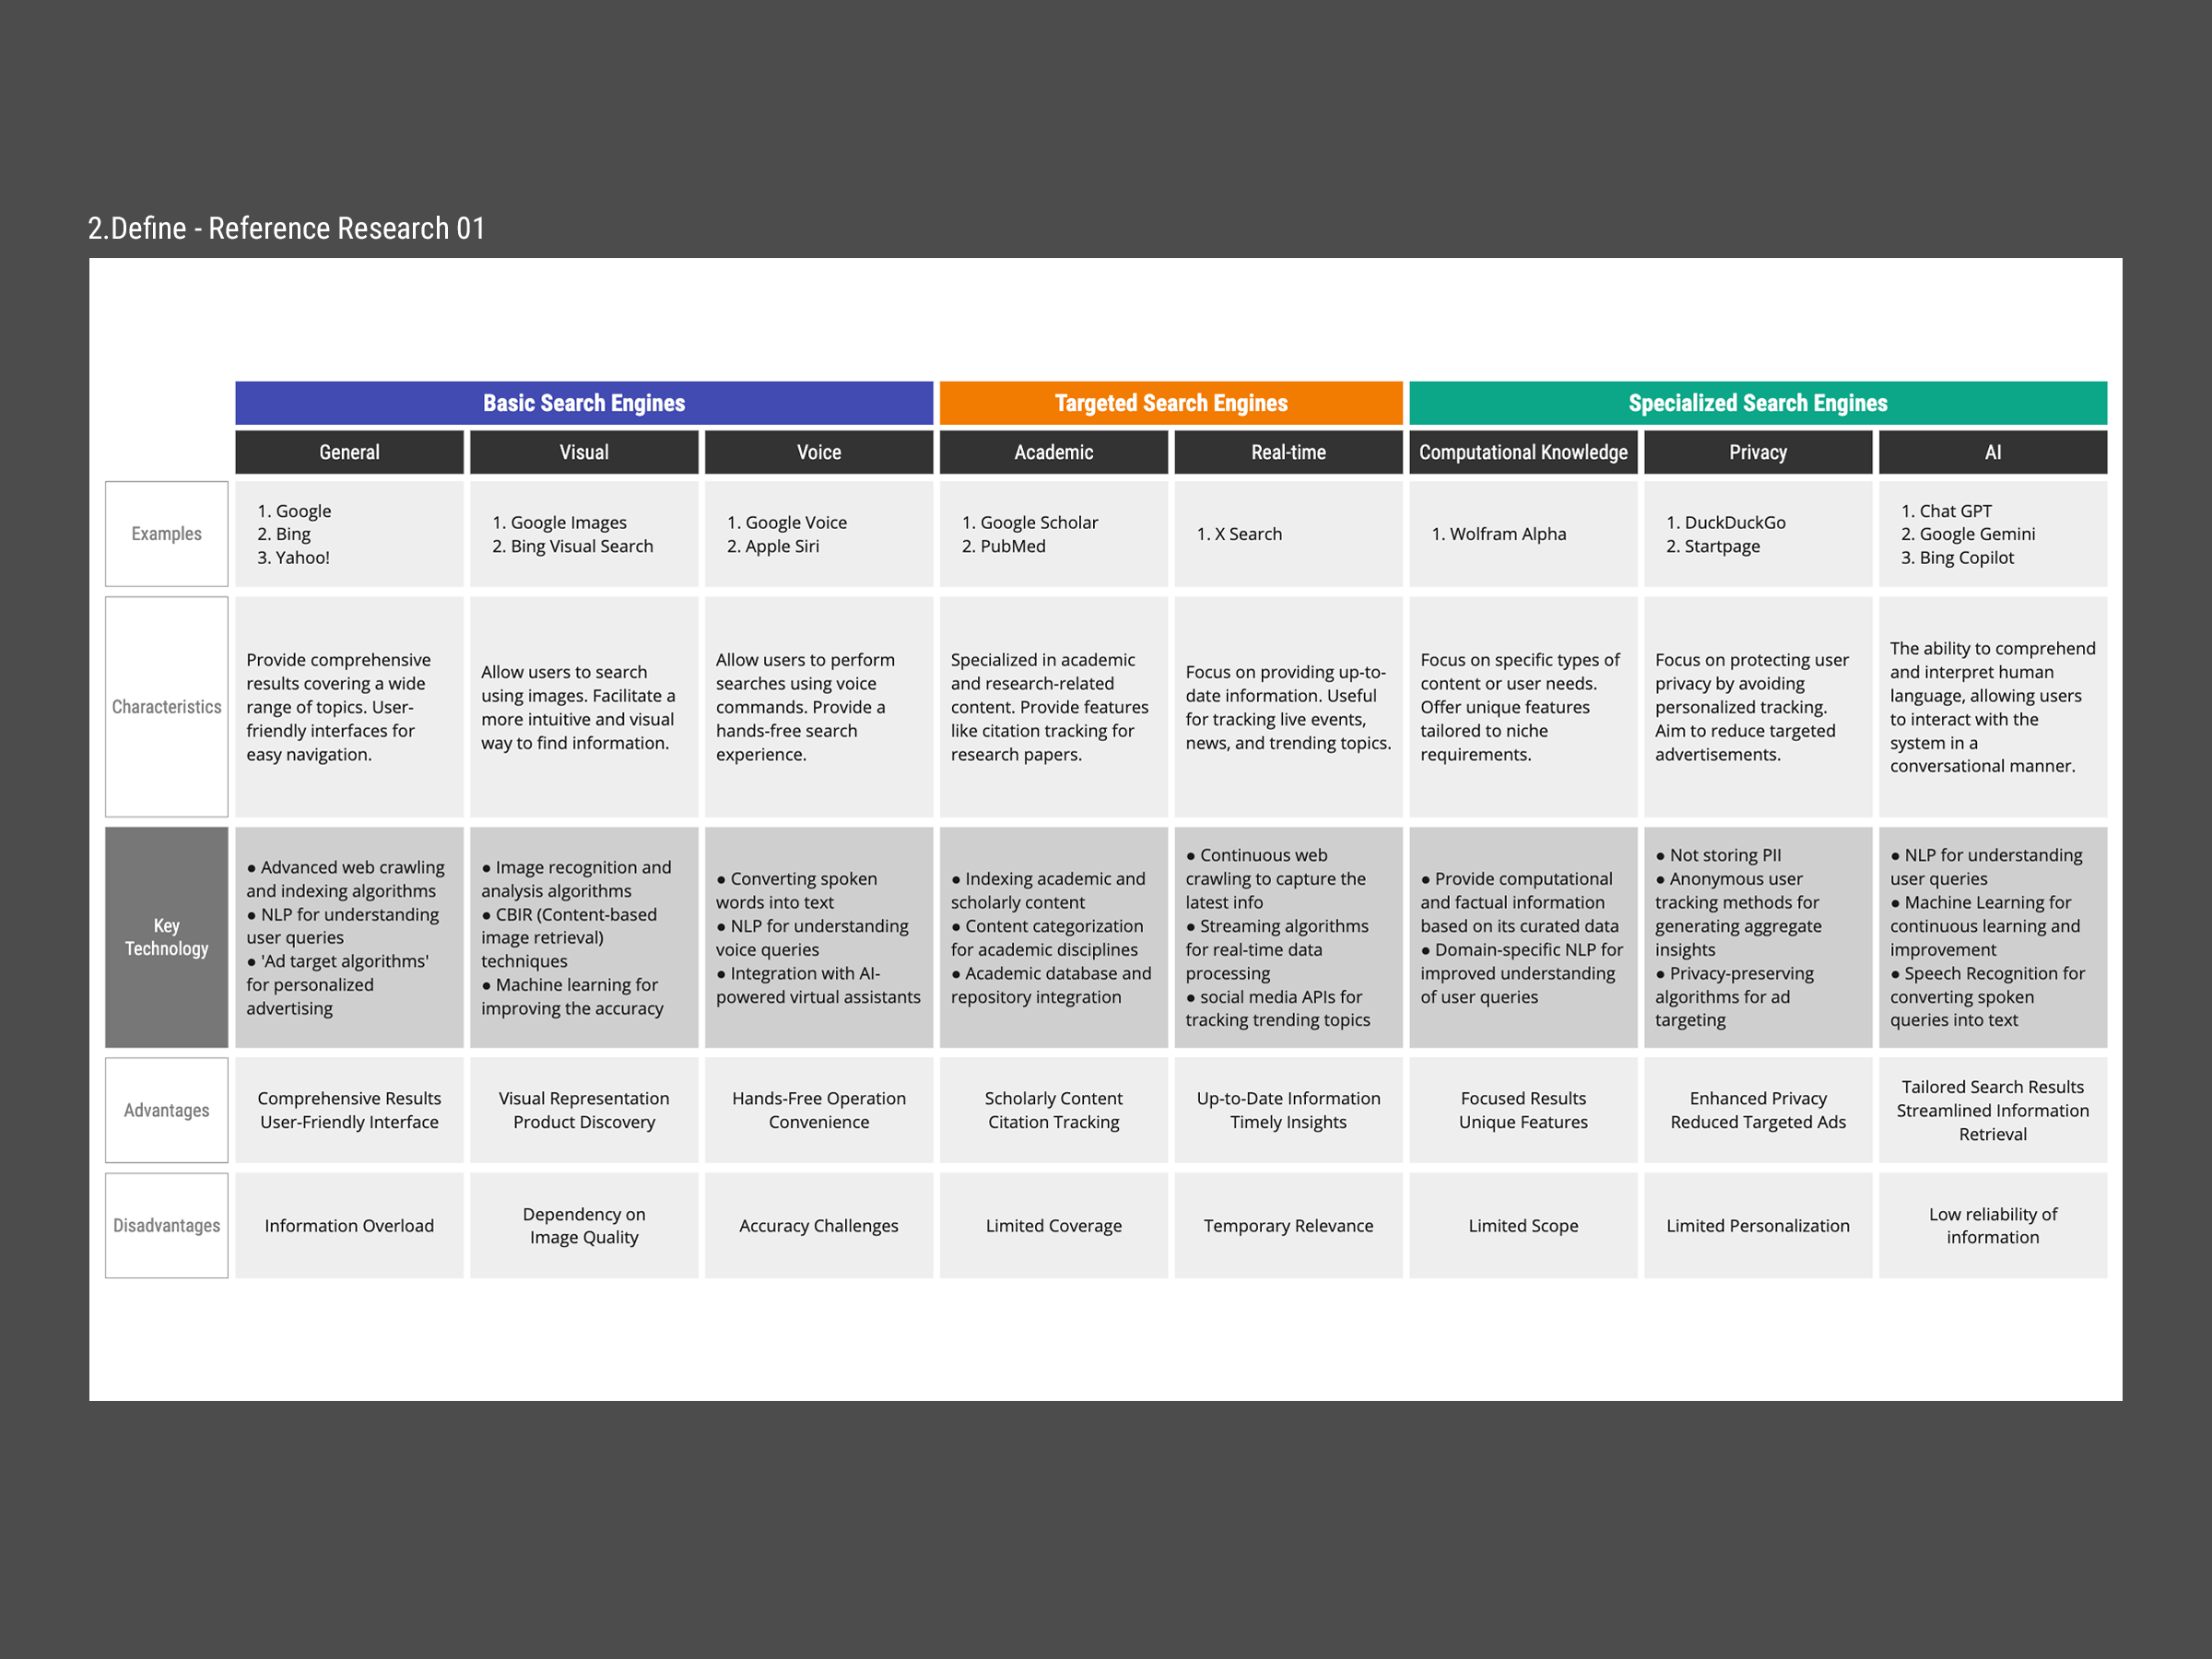 2.Define - Reference Research 01
Basic Search Engines
Targeted Search Engines
Specialized Search Engines
General
Visual
Voice
Academic
Real-time
Computational Knowledge
Privacy
AI
Examples
1. Google
2. Bing
3. Yahoo!
1. Google Images
2. Bing Visual Search
1. Google Voice
2. Apple Siri
1. Google Scholar
2. PubMed
1. X Search
1. Wolfram Alpha
1. DuckDuckGo
2. Startpage
1. Chat GPT
2. Google Gemini
3. Bing Copilot
Characteristics
Provide comprehensive
results covering a wide
range of topics. User-
friendly interfaces for
easy navigation.
Allow users to search
using images. Facilitate a
more intuitive and visual
way to find information.
Allow users to perform
searches using voice
commands. Provide a
hands-free search
experience.
Specialized in academic
and research-related
content. Provide features
like citation tracking for
research papers.
Focus on providing up-to-
date information. Useful
for tracking live events,
news, and trending topics.
Focus on specific types of
content or user needs.
Offer unique features
tailored to niche
requirements.
Focus on protecting user
privacy by avoiding
personalized tracking.
Aim to reduce targeted
advertisements.
The ability to comprehend
and interpret human
language, allowing users
to interact with the
system in a
conversational manner.
Key
Technology
● Advanced web crawling
and indexing algorithms
● NLP for understanding
user queries
● 'Ad target algorithms'
for personalized
advertising
● Image recognition and
analysis algorithms
● CBIR (Content-based
image retrieval)
techniques
● Machine learning for
improving the accuracy
● Converting spoken
words into text
● NLP for understanding
voice queries
● Integration with AI-
powered virtual assistants
● Indexing academic and
scholarly content
● Content categorization
for academic disciplines
● Academic database and
repository integration
● Continuous web
crawling to capture the
latest info
● Streaming algorithms
for real-time data
processing
● social media APIs for
tracking trending topics
● Provide computational
and factual information
based on its curated data
● Domain-specific NLP for
improved understanding
of user queries
● Not storing PII
● Anonymous user
tracking methods for
generating aggregate
insights
● Privacy-preserving
algorithms for ad
targeting
● NLP for understanding
user queries
● Machine Learning for
continuous learning and
improvement
● Speech Recognition for
converting spoken
queries into text
Advantages
Comprehensive Results
User-Friendly Interface
Visual Representation
Product Discovery
Hands-Free Operation
Convenience
Scholarly Content
Citation Tracking
Up-to-Date Information
Timely Insights
Focused Results
Unique Features
Enhanced Privacy
Reduced Targeted Ads
Tailored Search Results
Streamlined Information
Retrieval
Disadvantages
Information Overload
Dependency on
Image Quality
Accuracy Challenges
Limited Coverage
Temporary Relevance
Limited Scope
Limited Personalization
Low reliability of
information